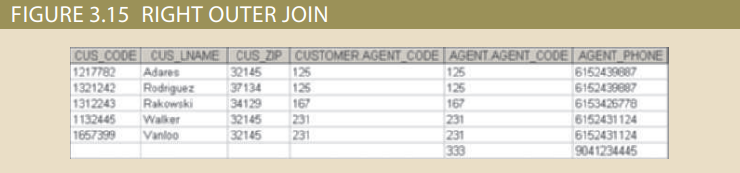 FIGURE 3.15 RIGHT OUTER JOIN
CUS_CODE CUS_LNAME CUS_ZIP CUSTOMER.AGENT_CODE AGENT.AGENT_CODE AGENT_PHONE
1217782 Adares 32145 125 125 6152439887
1321242 Rodriguez 37134 125 125 6152439887
1312243 Rakowski 34129 167 167 6153426778
1132445 Walker 32145 231 231 6152431124
1657399 Vanloo 32145 231 231 6152431124
333 9041234445